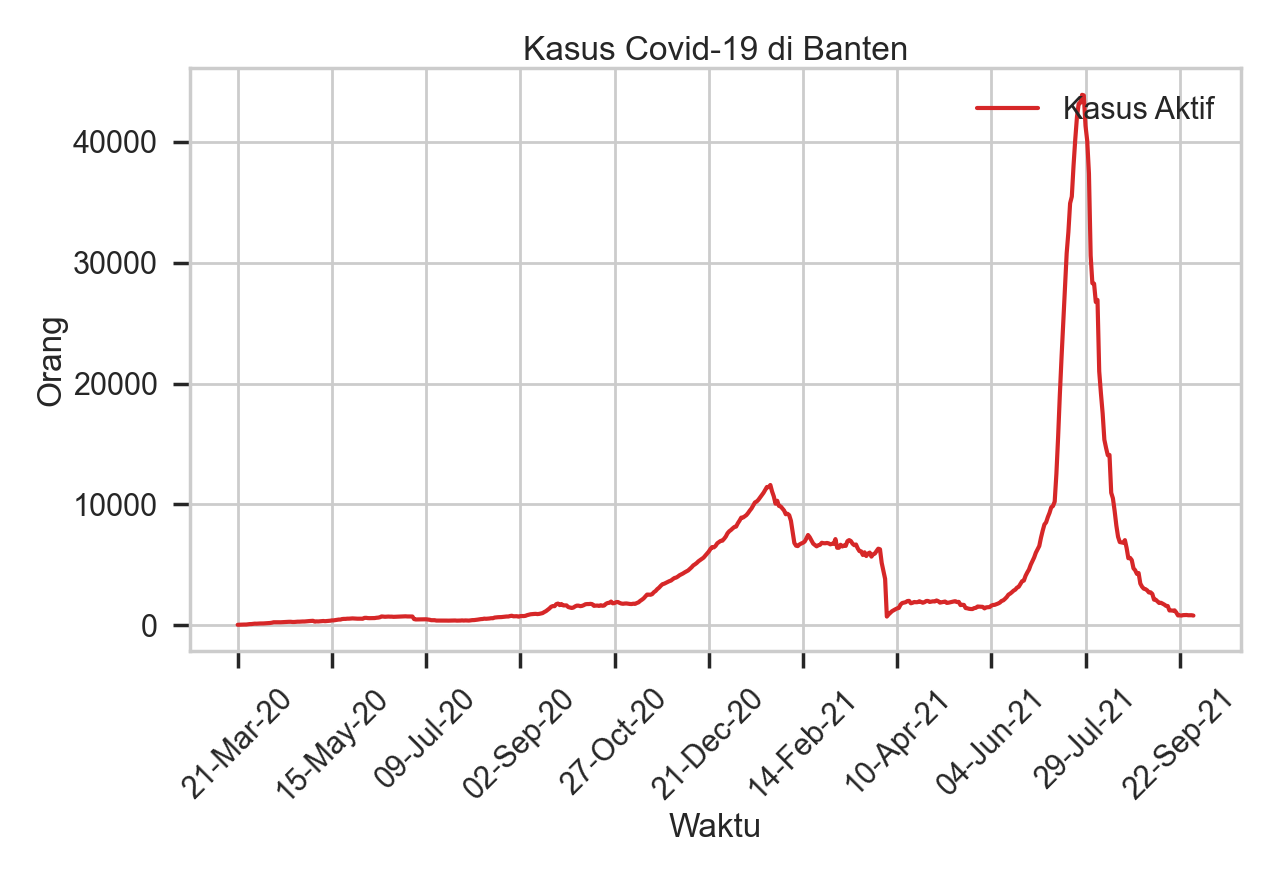 Kasus Covid-19 di Banten
Kasus Aktif
40000
30000
20000
10000
0
Orang
21-Mar-20
15-May-20
09-Jul-20
02-Sep-20
27-Oct-20
21-Dec-20
14-Feb-21
10-Apr-21
04-Jun-21
29-Jul-21
22-Sep-21
Waktu